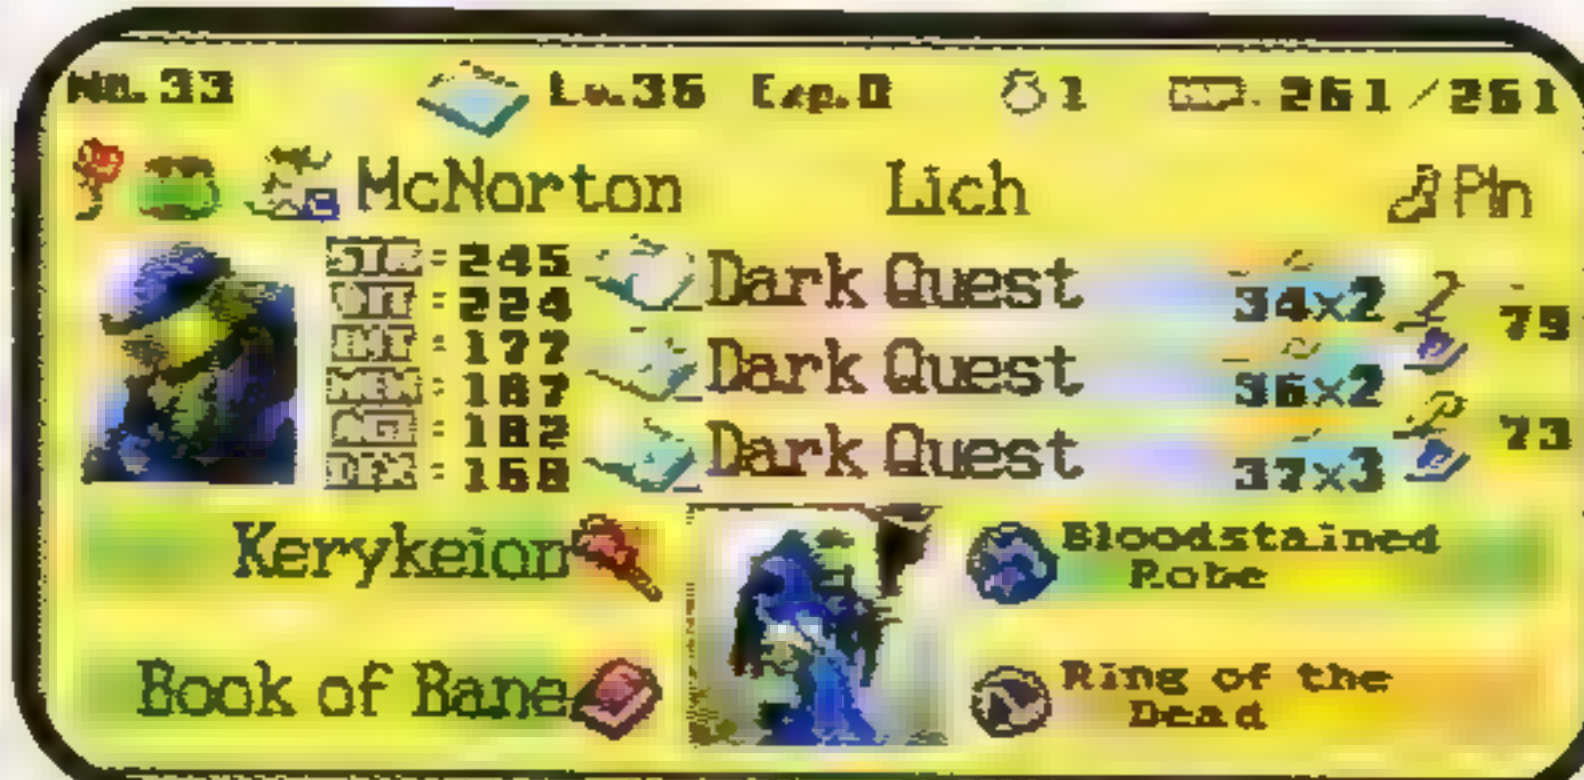 No. 33 Lv. 36 Exp. 0 1 261/261
McNorton Lich Pln
STR: 245 Dark Quest 34×2 75
VIT: 224
INT: 177 Dark Quest 36×2
MEN: 187
AGI: 182 Dark Quest 37×3 73
DEX: 168
Kerykeion Bloodstained
Robe
Book of Bane Ring of the
Dead